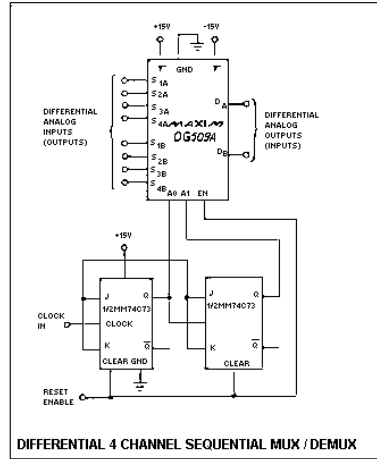 +15V
-15V
GND
S1A
S2A
S3A
S4A
S1B
S2B
S3B
S4B
DIFFERENTIAL
ANALOG
INPUTS
(OUTPUTS)
MAXIM
DG509A
DA
DB
DIFFERENTIAL
ANALOG
OUTPUTS
(INPUTS)
A0 A1 EN
+15V
J
Q
1/2MM74C73
CLOCK
K
Q
CLEAR GND
CLOCK
IN
J
Q
1/2MM74C73
K
Q
CLEAR
RESET
ENABLE
DIFFERENTIAL 4 CHANNEL SEQUENTIAL MUX / DEMUX